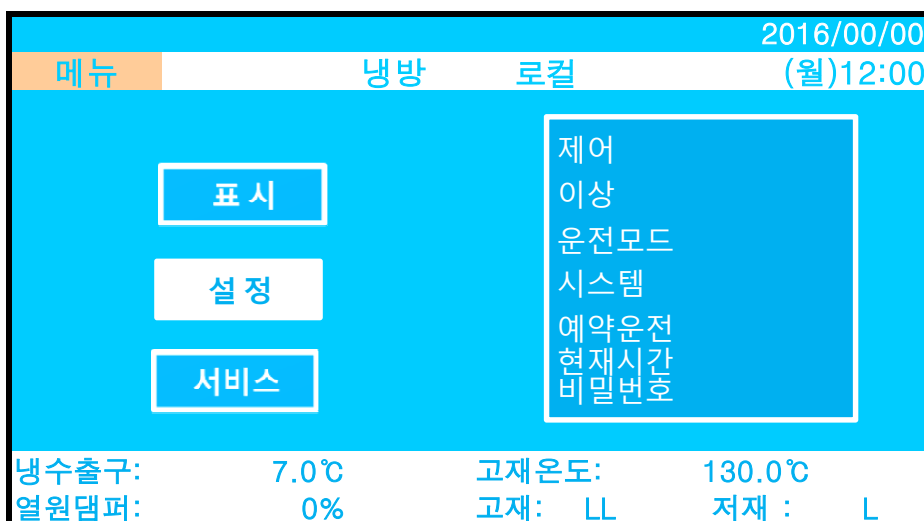 2016/00/00
메뉴 냉방 로컬 (월)12:00
표 시
설 정
서비스
제어
이상
운전모드
시스템
예약운전
현재시간
비밀번호
냉수출구: 7.0℃ 고재온도: 130.0℃
열원댐퍼: 0% 고재: LL 저재 : L